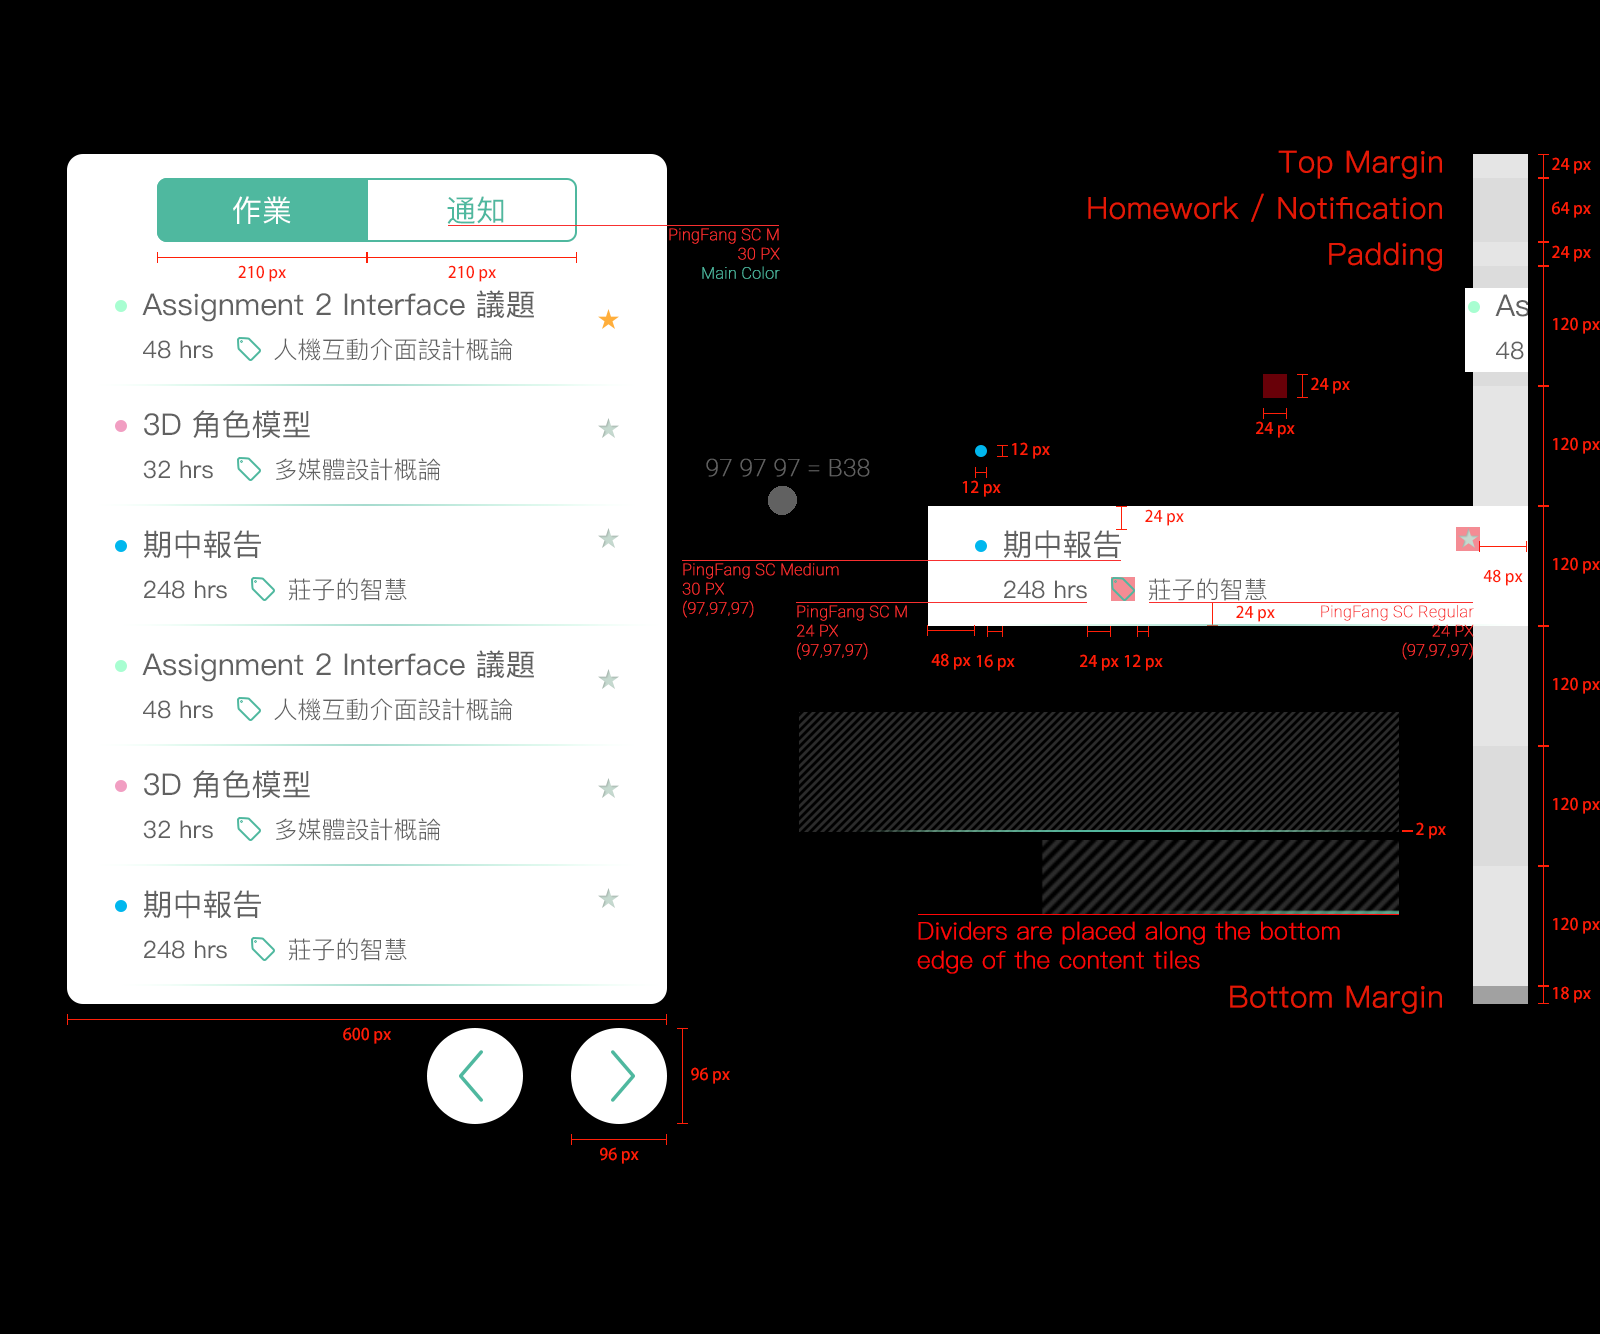 作業
通知
210 px
210 px
PingFang SC M
30 PX
Main Color
Assignment 2 Interface 議題
48 hrs 人機互動介面設計概論
3D 角色模型
32 hrs 多媒體設計概論
期中報告
248 hrs 莊子的智慧
Assignment 2 Interface 議題
48 hrs 人機互動介面設計概論
3D 角色模型
32 hrs 多媒體設計概論
期中報告
248 hrs 莊子的智慧
600 px
96 px
96 px
Top Margin
24 px
Homework / Notification
64 px
Padding
24 px
As
48
120 px
24 px
24 px
120 px
12 px
12 px
97 97 97 = B38
24 px
期中報告
248 hrs 莊子的智慧
48 px
120 px
PingFang SC Medium
30 PX
(97,97,97)
PingFang SC M
24 PX
(97,97,97)
24 px
PingFang SC Regular
24 PX
(97,97,97)
48 px
16 px
24 px
12 px
120 px
120 px
2 px
120 px
Dividers are placed along the bottom
edge of the content tiles
Bottom Margin
18 px